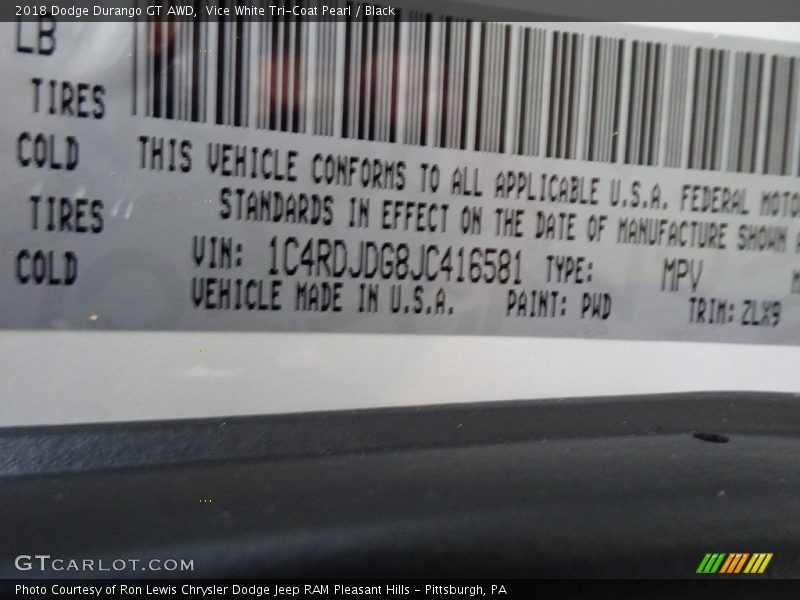 2018 Dodge Durango GT AWD, Vice White Tri-Coat Pearl / Black
LB
TIRES
COLD THIS VEHICLE CONFORMS TO ALL APPLICABLE U.S.A. FEDERAL MOTO
TIRES STANDARDS IN EFFECT ON THE DATE OF MANUFACTURE SHOWN
COLD VIN: 1C4RDJDG8JC416581 TYPE: MPV
VEHICLE MADE IN U.S.A. PAINT: PWD TRIM: ZLX9
GTCARLOT.COM
Photo Courtesy of Ron Lewis Chrysler Dodge Jeep RAM Pleasant Hills - Pittsburgh, PA